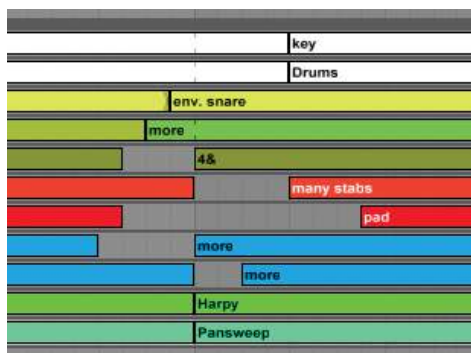 key
Drums
env. snare
more
4&
many stabs
pad
more
more
Harpy
Pansweep